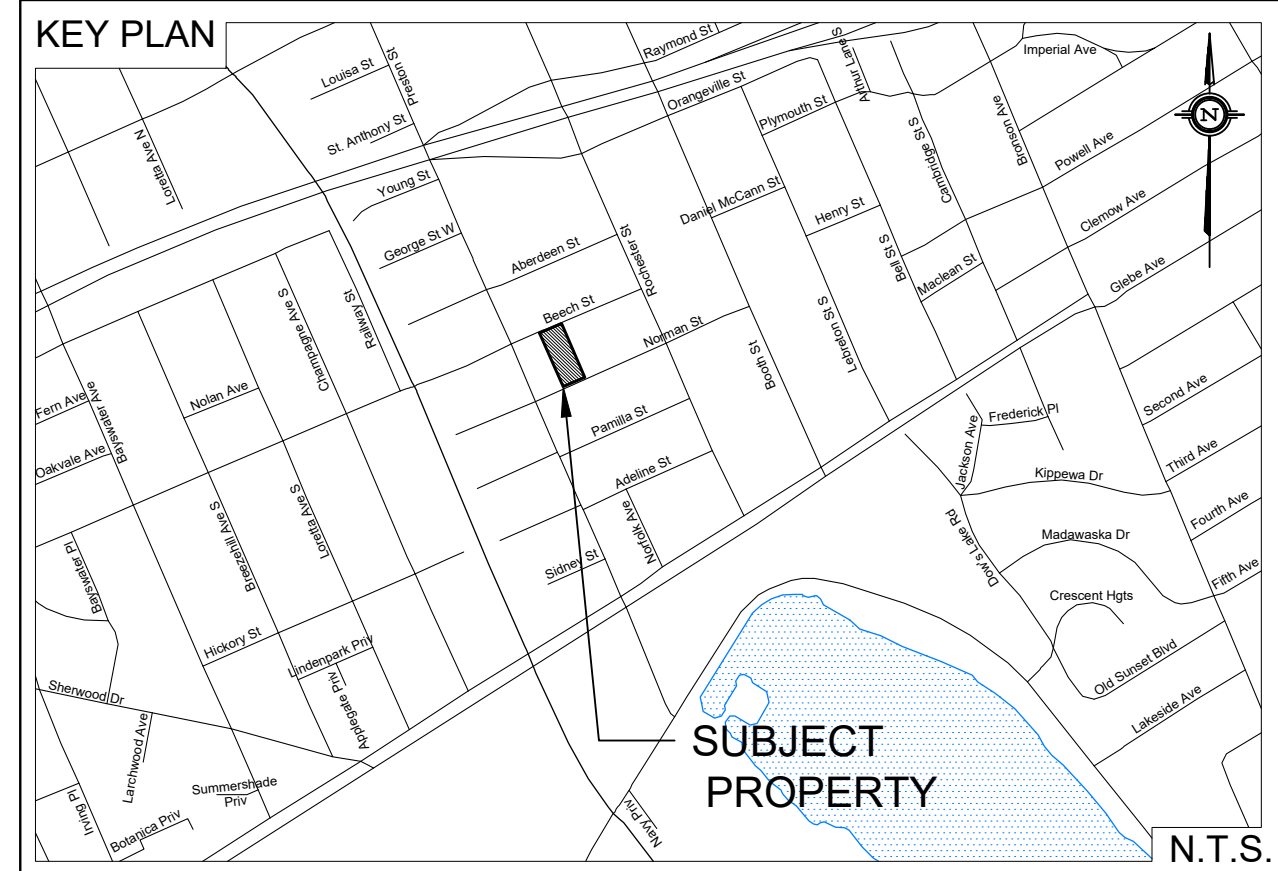 KEY PLAN
Raymond St
Imperial Ave
Louisa St
Preston St
Arthur Lane S
Orangeville St
Plymouth St
Bronson Ave
N
St. Anthony St
Loretta Ave N
Cambridge St S
Powell Ave
Young St
Daniel McCann St
Henry St
Clemow Ave
George St W
Aberdeen St
Rochester St
Bell St S
Maclean St
Glebe Ave
Champagne Ave S
Railway St
Beech St
Norman St
Booth St
Lebreton St S
Fern Ave
Bayswater Ave
Nolan Ave
Second Ave
Frederick Pl
Pamilla St
Jackson Ave
Third Ave
Oakvale Ave
Adeline St
Kippewa Dr
Breezehill Ave S
Loretta Ave S
Norfolk Ave
Fourth Ave
Dow's Lake Rd
Madawaska Dr
Sidney St
Bayswater Pl
Fifth Ave
Crescent Hgts
Hickory St
Lindenpark Priv
Old Sunset Blvd
Sherwood Dr
Applegate Priv
Lakeside Ave
Larchwood Ave
SUBJECT
PROPERTY
Summershade
Priv
Irving Pl
Botanica Priv
Navy Priv
N.T.S.